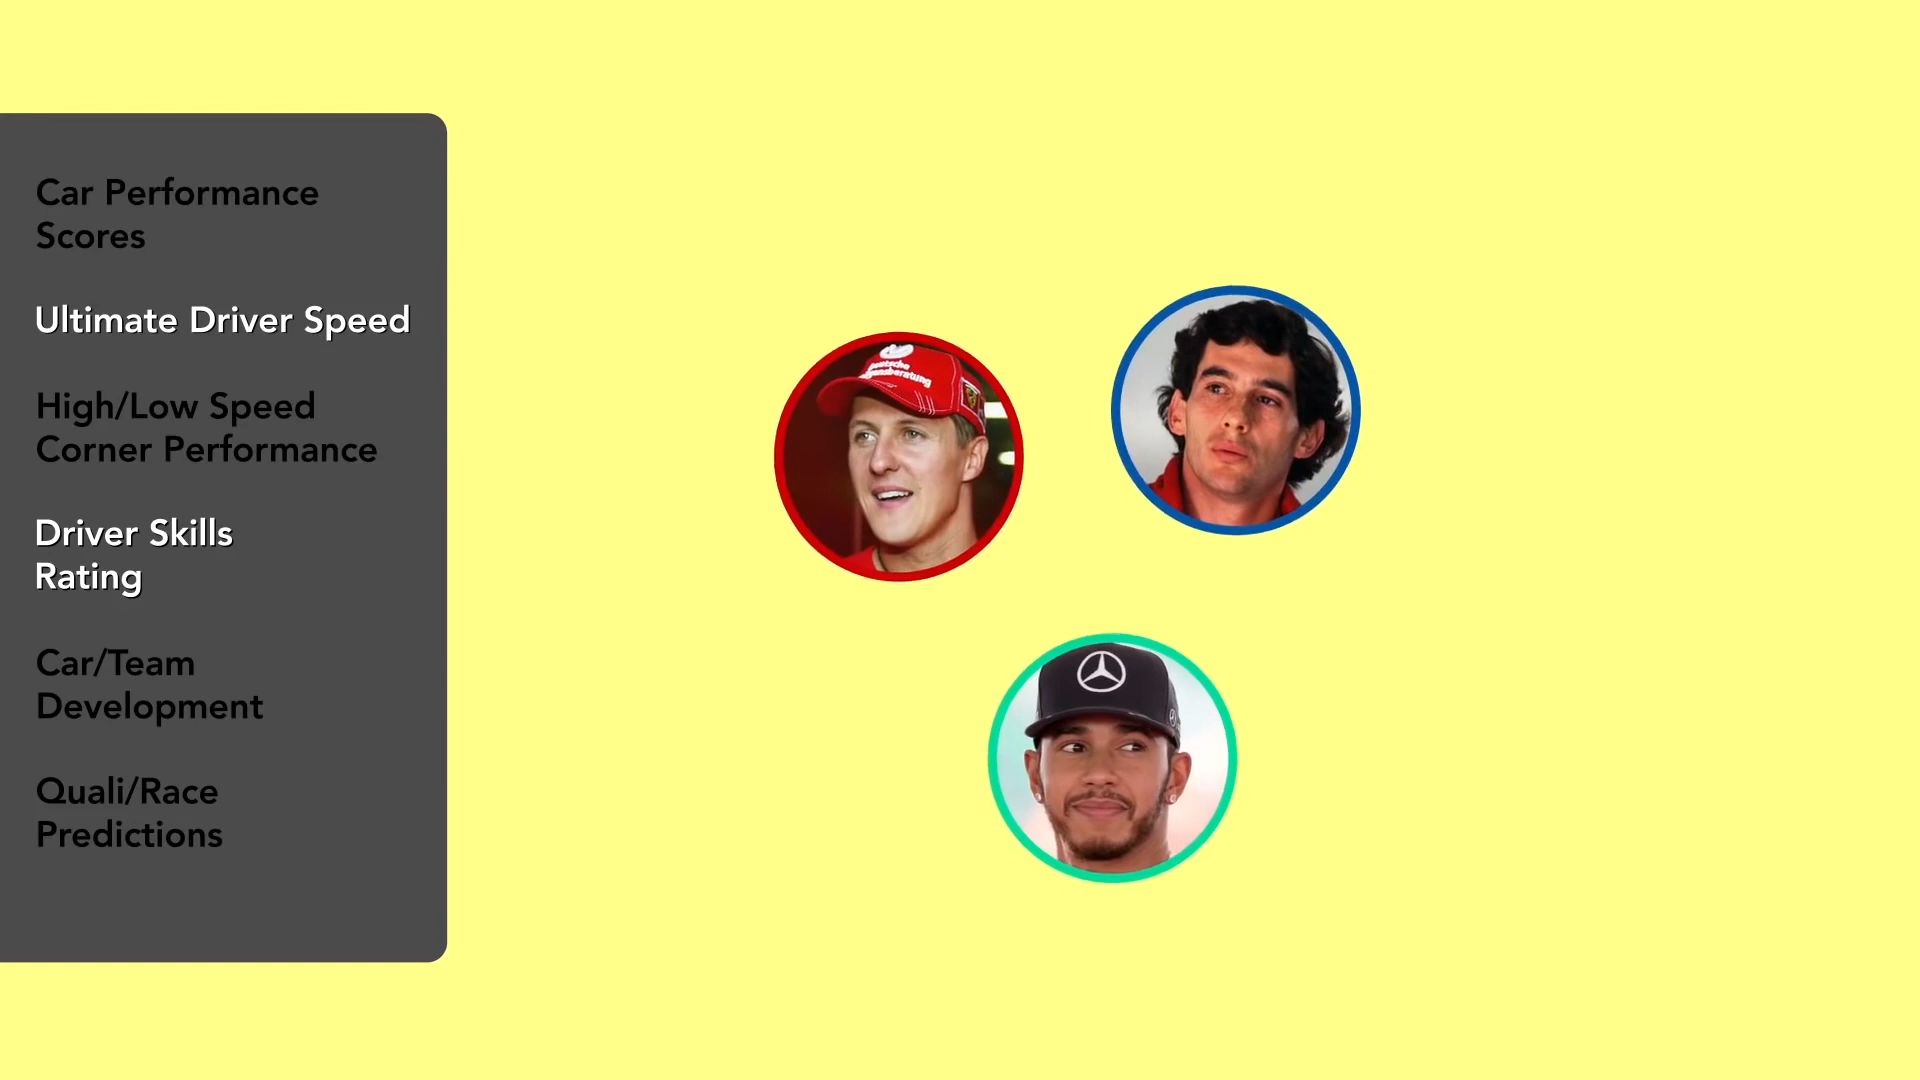 Car Performance
Scores
Ultimate Driver Speed
High/Low Speed
Corner Performance
Driver Skills
Rating
Car/Team
Development
Quali/Race
Predictions
Deutsche